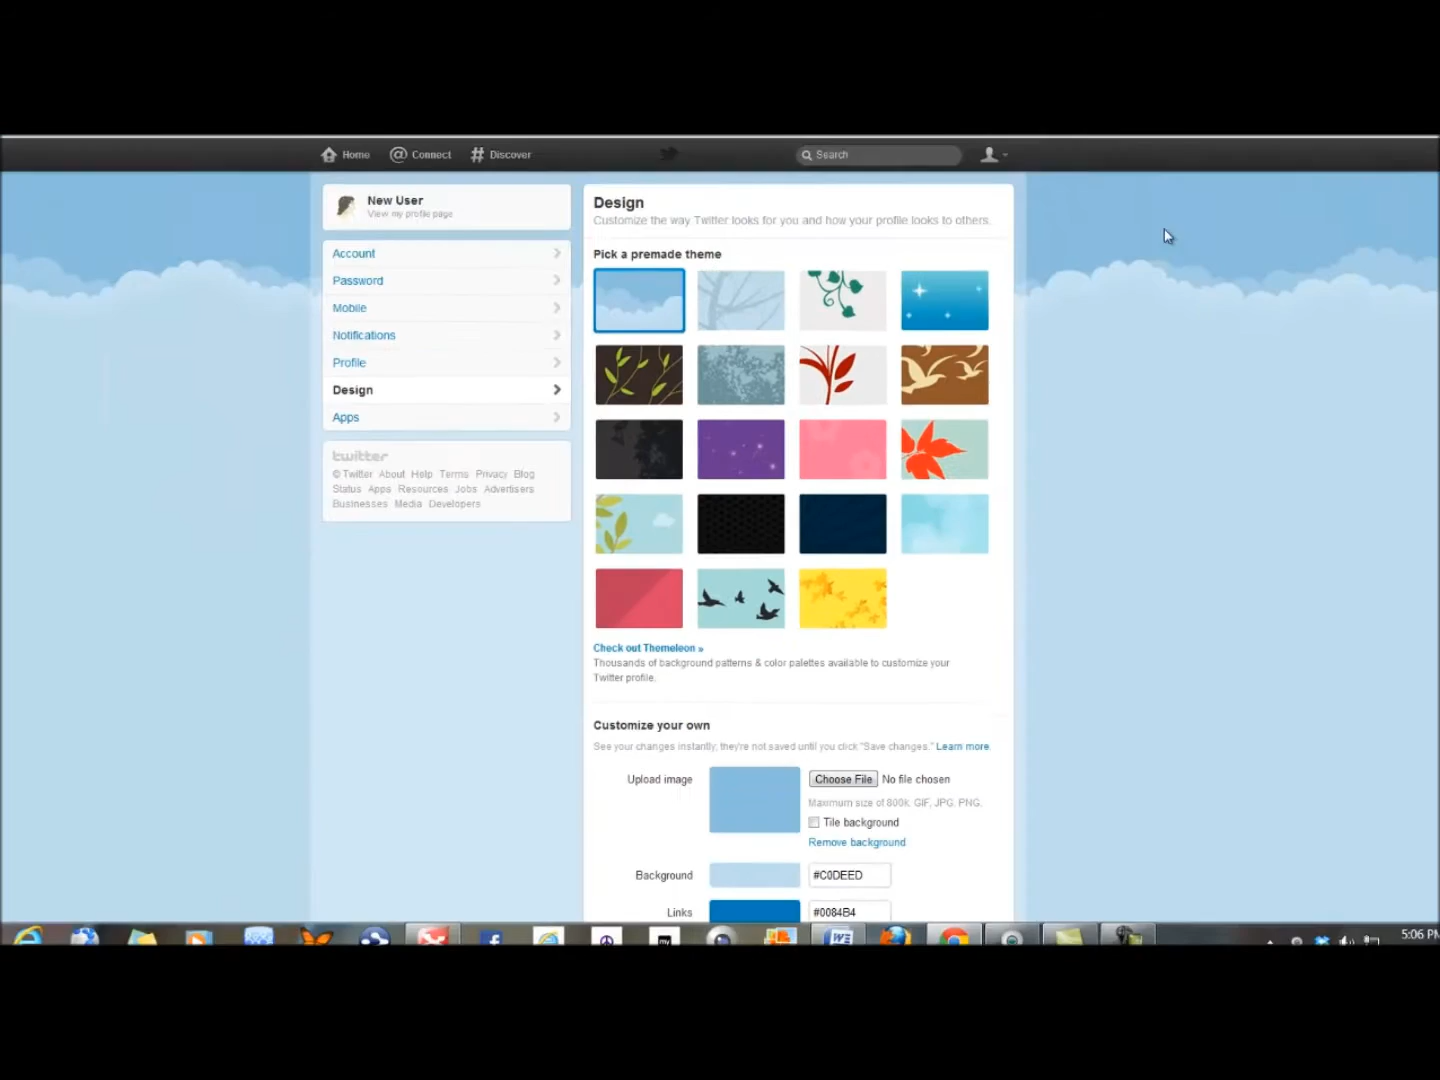 Home Connect Discover Search
New User
View my profile page
Account
Password
Mobile
Notifications
Profile
Design
Apps
twitter
© Twitter About Help Terms Privacy Blog
Status Apps Resources Jobs Advertisers
Businesses Media Developers
Design
Customize the way Twitter looks for you and how your profile looks to others.
Pick a premade theme
Check out Themeleon »
Thousands of background patterns & color palettes available to customize your
Twitter profile.
Customize your own
See your changes instantly, they're not saved until you click "Save changes." Learn more
Upload image Choose File No file chosen
Maximum size of 800k. GIF, JPG, PNG.
Tile background
Remove background
Background #C0DEED
Links #0084B4
my
5:06 PM